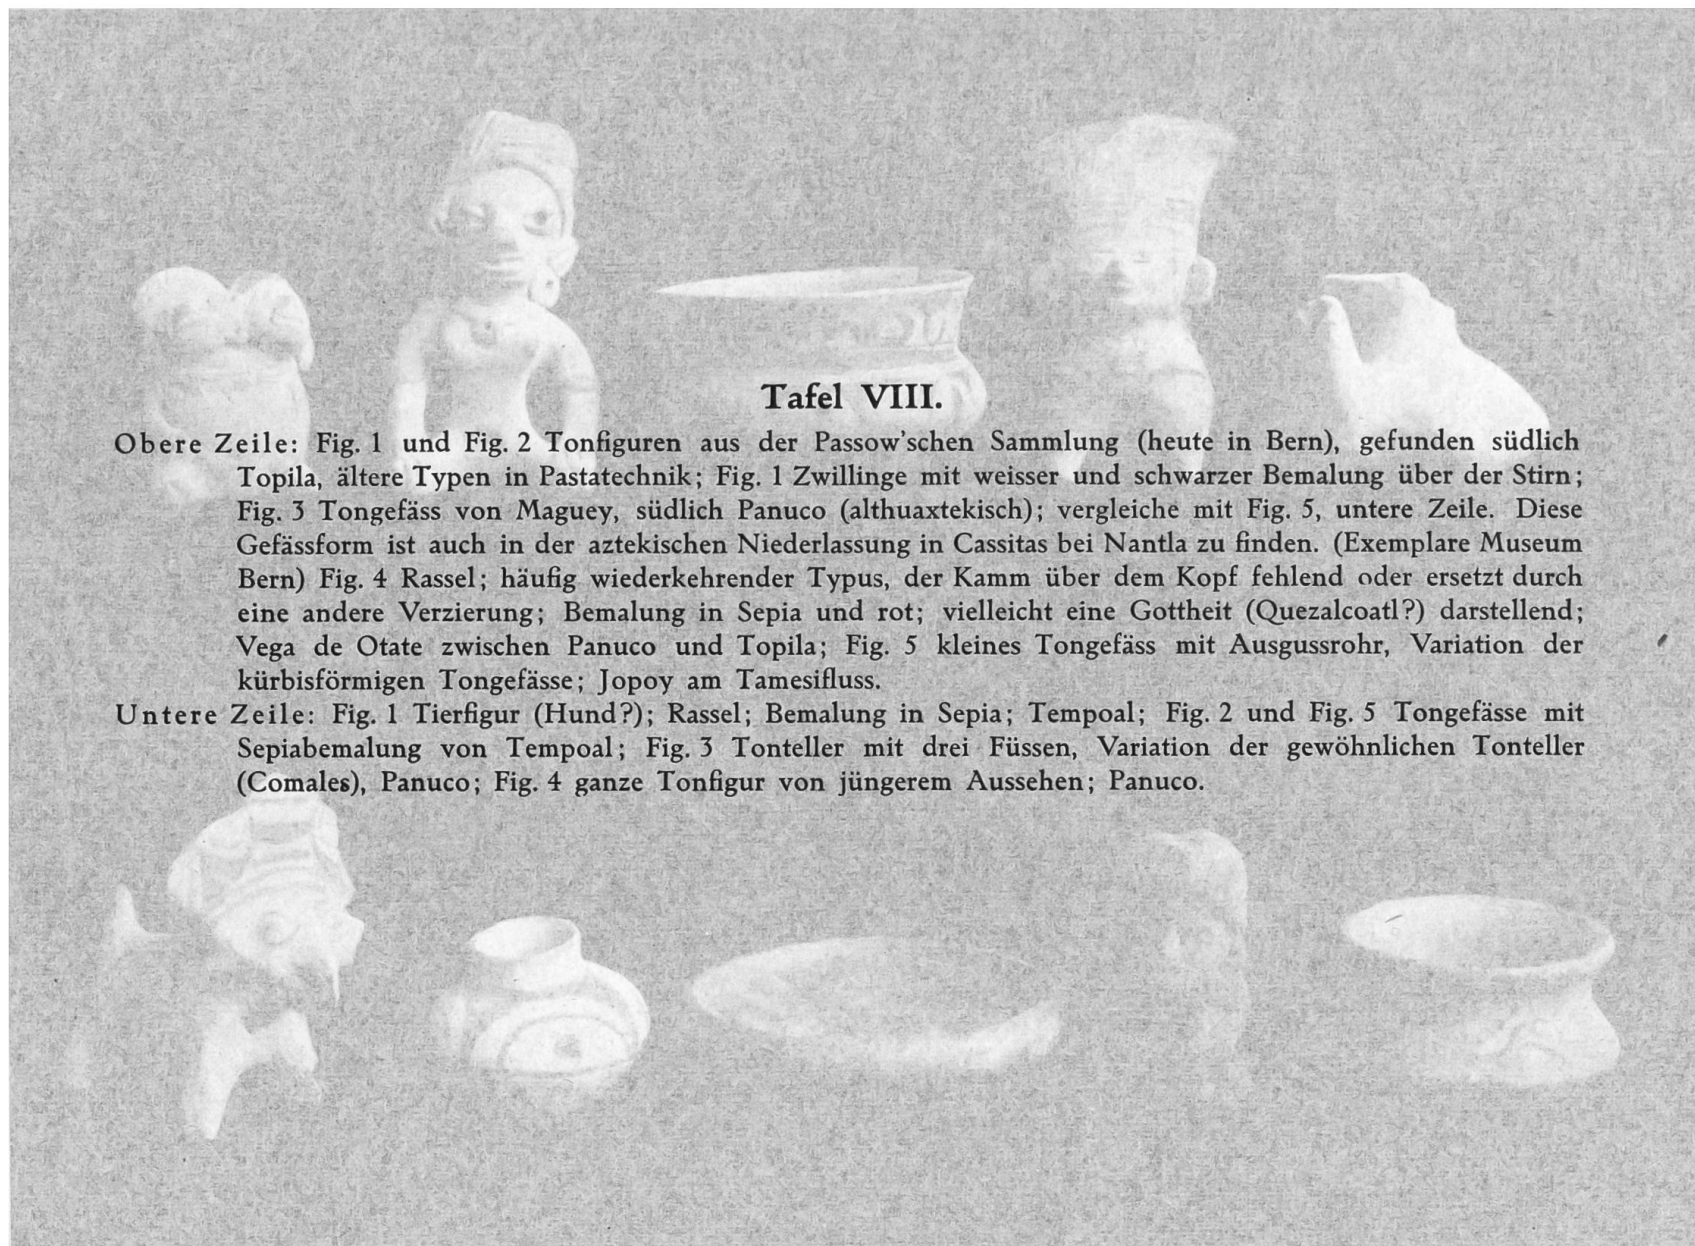 Tafel VIII.
Obere Zeile: Fig. 1 und Fig. 2 Tonfiguren aus der Passow'schen Sammlung (heute in Bern), gefunden südlich
Topila, ältere Typen in Pastatechnik; Fig. 1 Zwillinge mit weisser und schwarzer Bemalung über der Stirn;
Fig. 3 Tongefäss von Maguey, südlich Panuco (althuaxtekisch); vergleiche mit Fig. 5, untere Zeile. Diese
Gefässform ist auch in der aztekischen Niederlassung in Cassitas bei Nantla zu finden. (Exemplare Museum
Bern) Fig. 4 Rassel; häufig wiederkehrender Typus, der Kamm über dem Kopf fehlend oder ersetzt durch
eine andere Verzierung; Bemalung in Sepia und rot; vielleicht eine Gottheit (Quezalcoatl?) darstellend;
Vega de Otate zwischen Panuco und Topila; Fig. 5 kleines Tongefäss mit Ausgussrohr, Variation der
kürbisförmigen Tongefässe; Jopoy am Tamesifluss.
Untere Zeile: Fig. 1 Tierfigur (Hund?); Rassel; Bemalung in Sepia; Tempoal; Fig. 2 und Fig. 5 Tongefässe mit
Sepiabemalung von Tempoal; Fig. 3 Tonteller mit drei Füssen, Variation der gewöhnlichen Tonteller
(Comales), Panuco; Fig. 4 ganze Tonfigur von jüngerem Aussehen; Panuco.